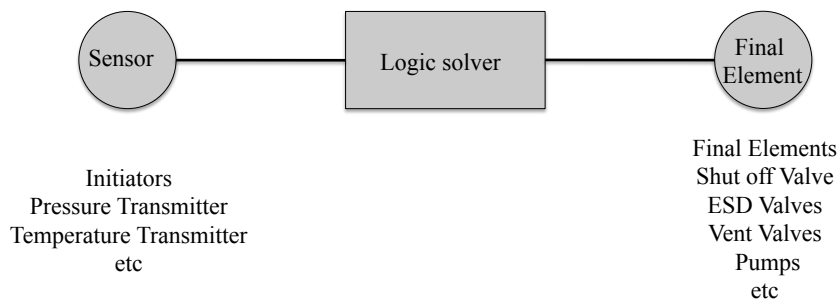 Sensor
Logic solver
Final
Element
Initiators
Pressure Transmitter
Temperature Transmitter
etc
Final Elements
Shut off Valve
ESD Valves
Vent Valves
Pumps
etc